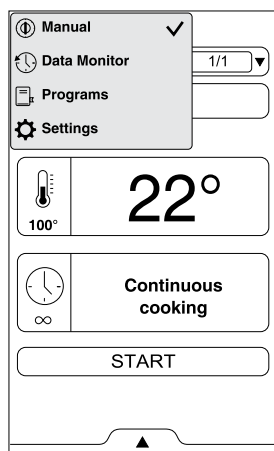 Manual
Data Monitor
1/1
Programs
Settings
22°
100°
Continuous
cooking
∞
START